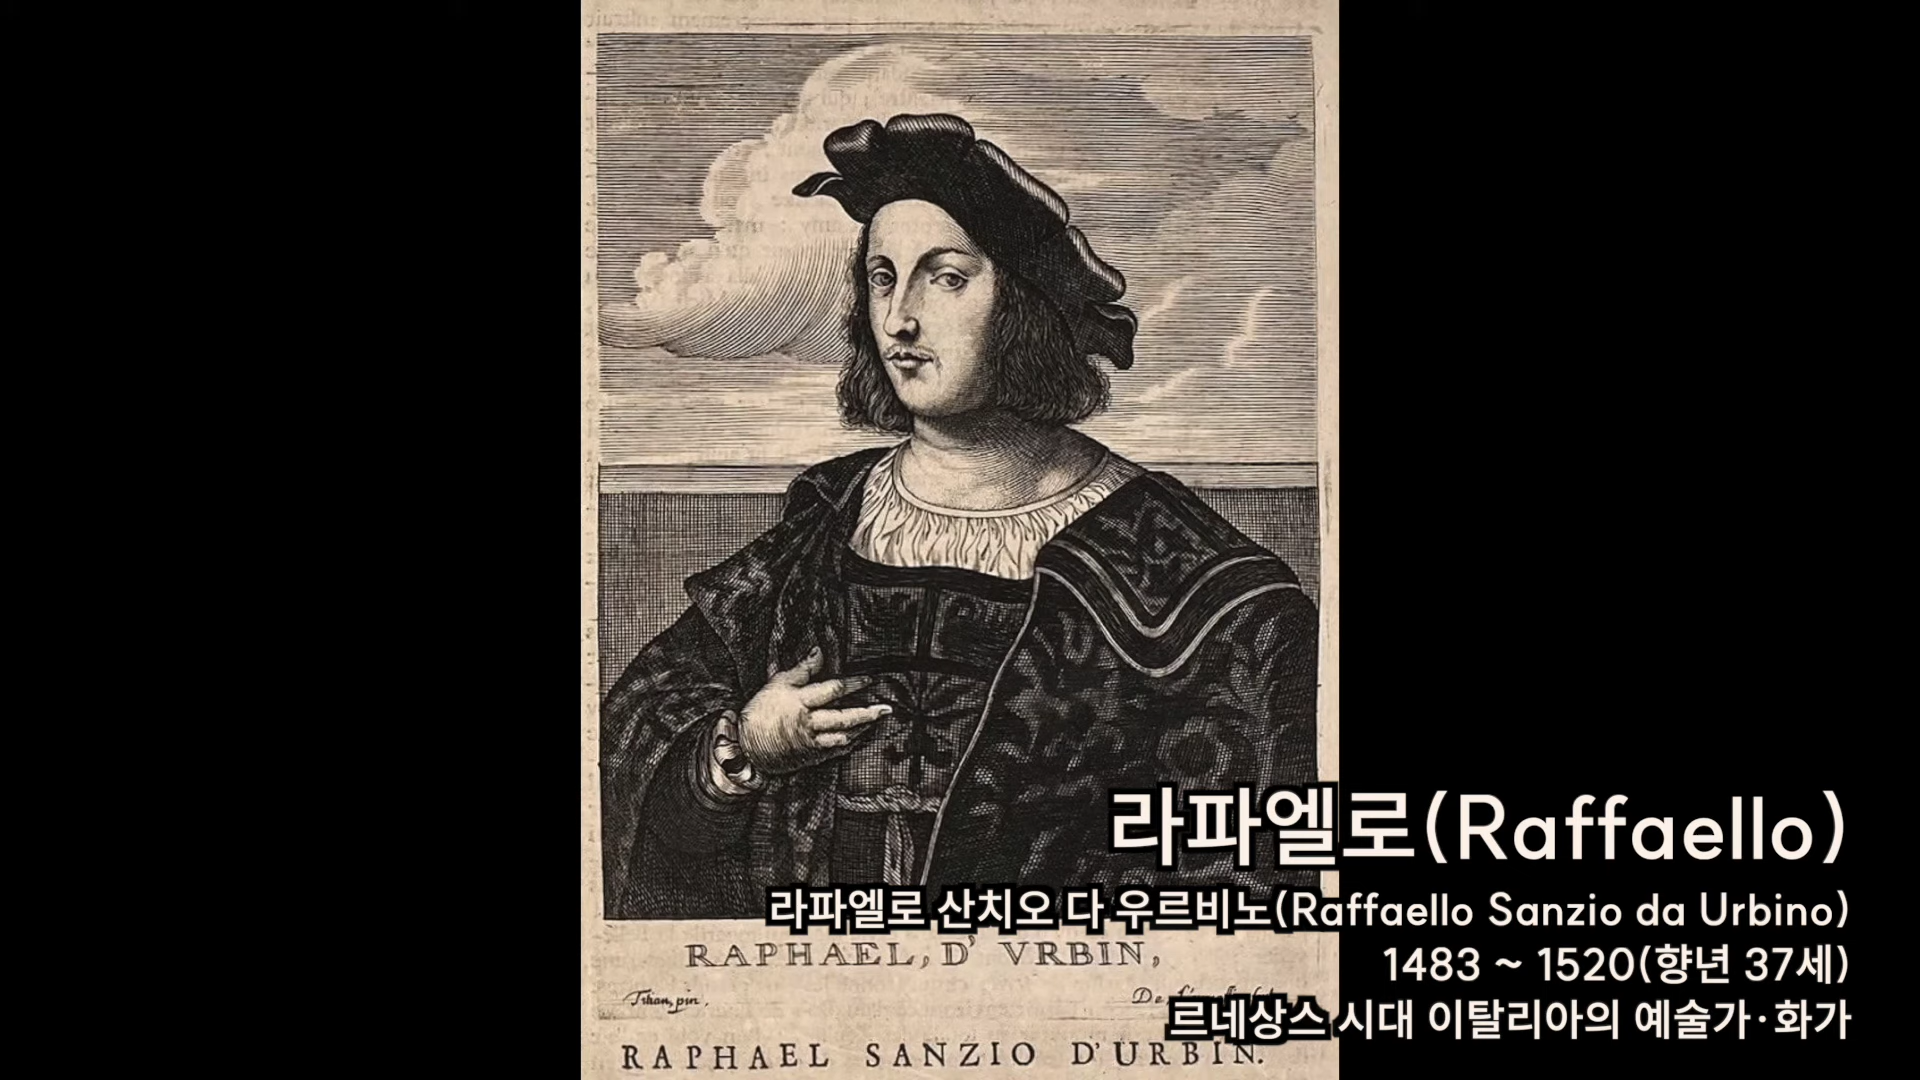 라파엘로(Raffaello)
라파엘로 산치오 다 우르비노(Raffaello Sanzio da Urbino)
1483 ~ 1520(향년 37세)
르네상스 시대 이탈리아의 예술가·화가
RAPHAEL, D' VRBIN,
Titian, pin.
RAPHAEL SANZIO D'URBIN.